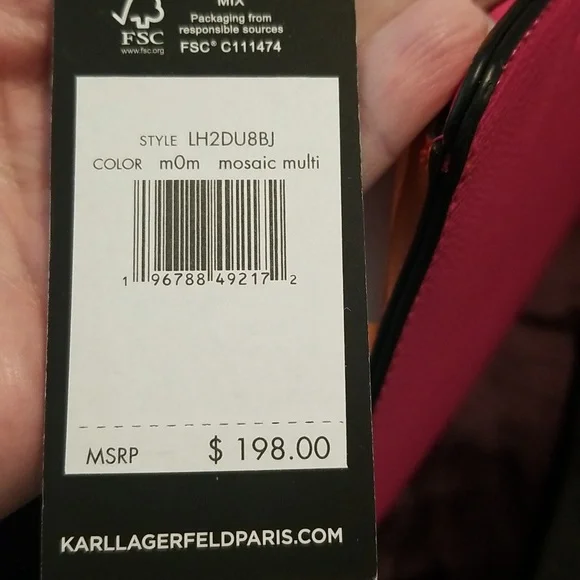 MIX
Packaging from
responsible sources
FSC® C111474
FSC
www.fsc.org
STYLE LH2DU8BJ
COLOR m0m mosaic multi
1 96788 49217 2
MSRP $ 198.00
KARLLAGERFELDPARIS.COM